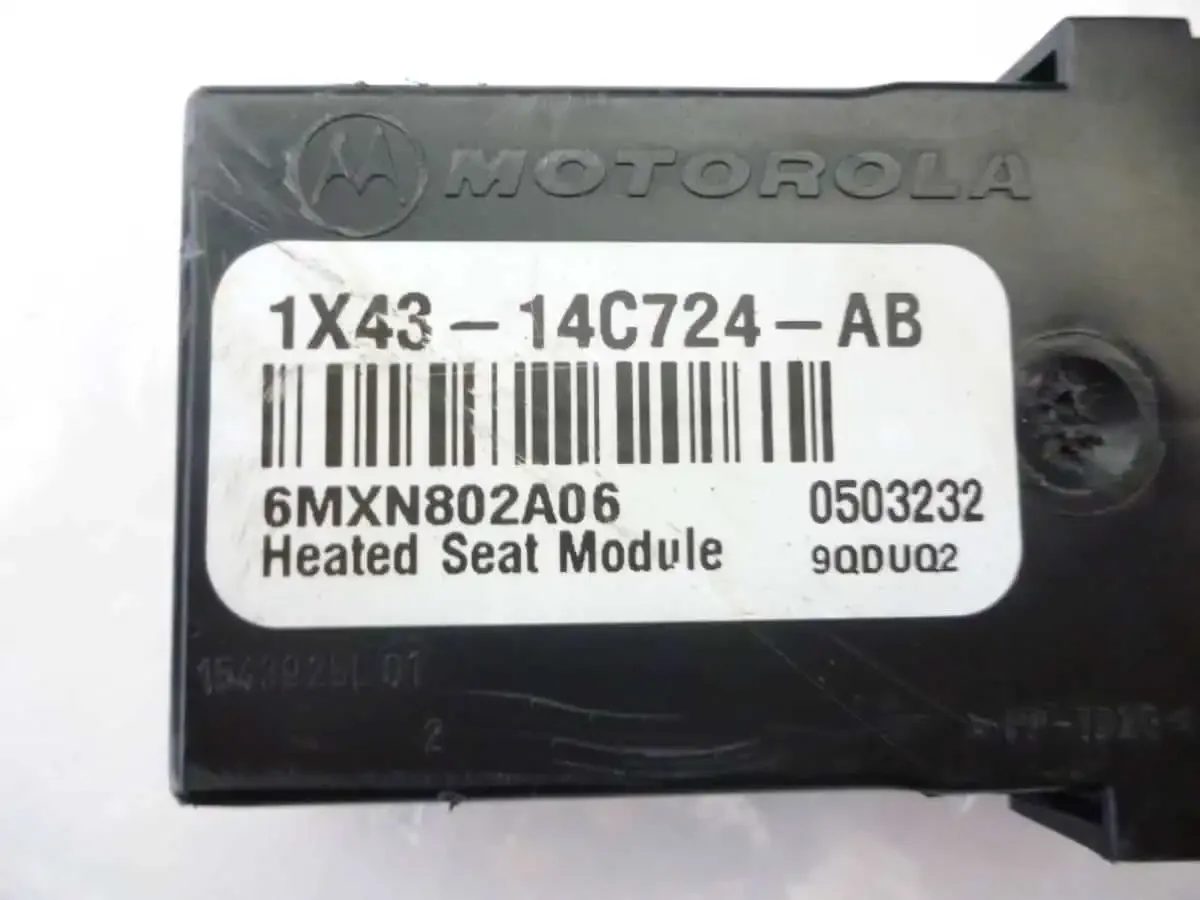 MOTOROLA
1X43-14C724-AB
6MXN802A06 0503232
Heated Seat Module 9QDUQ2
2